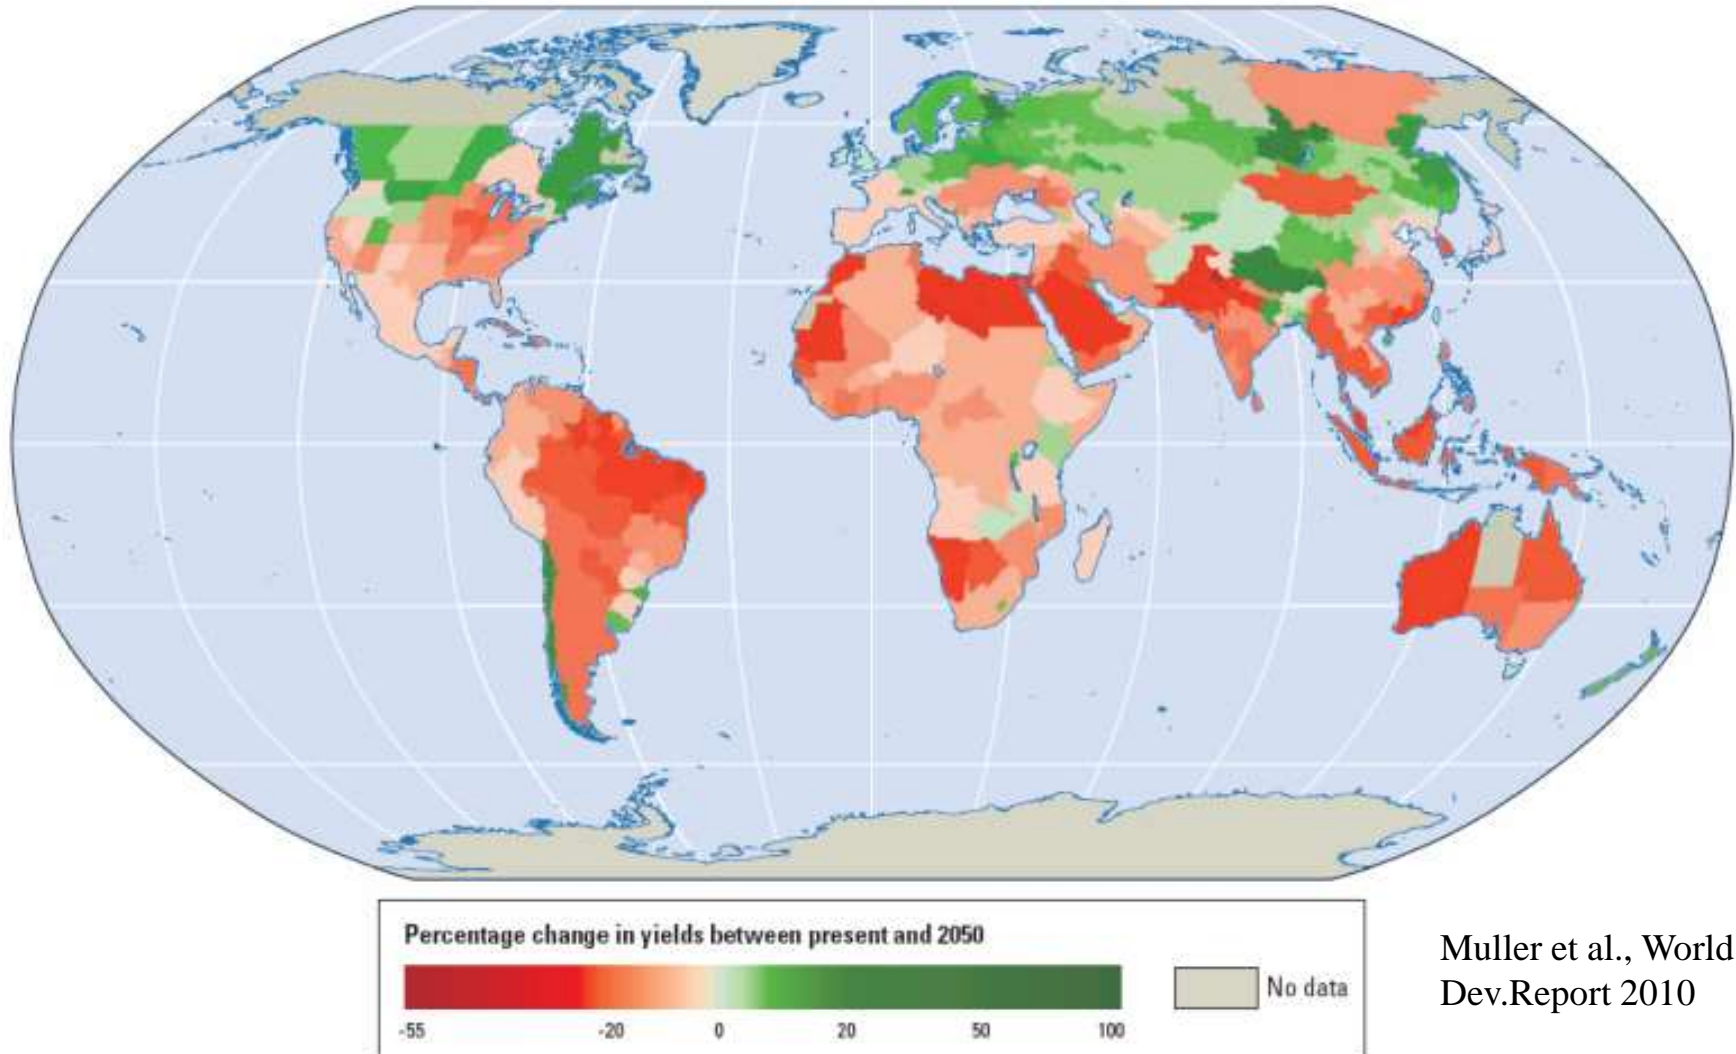 Percentage change in yields between present and 2050
-55 -20 0 20 50 100
No data
Muller et al., World
Dev.Report 2010